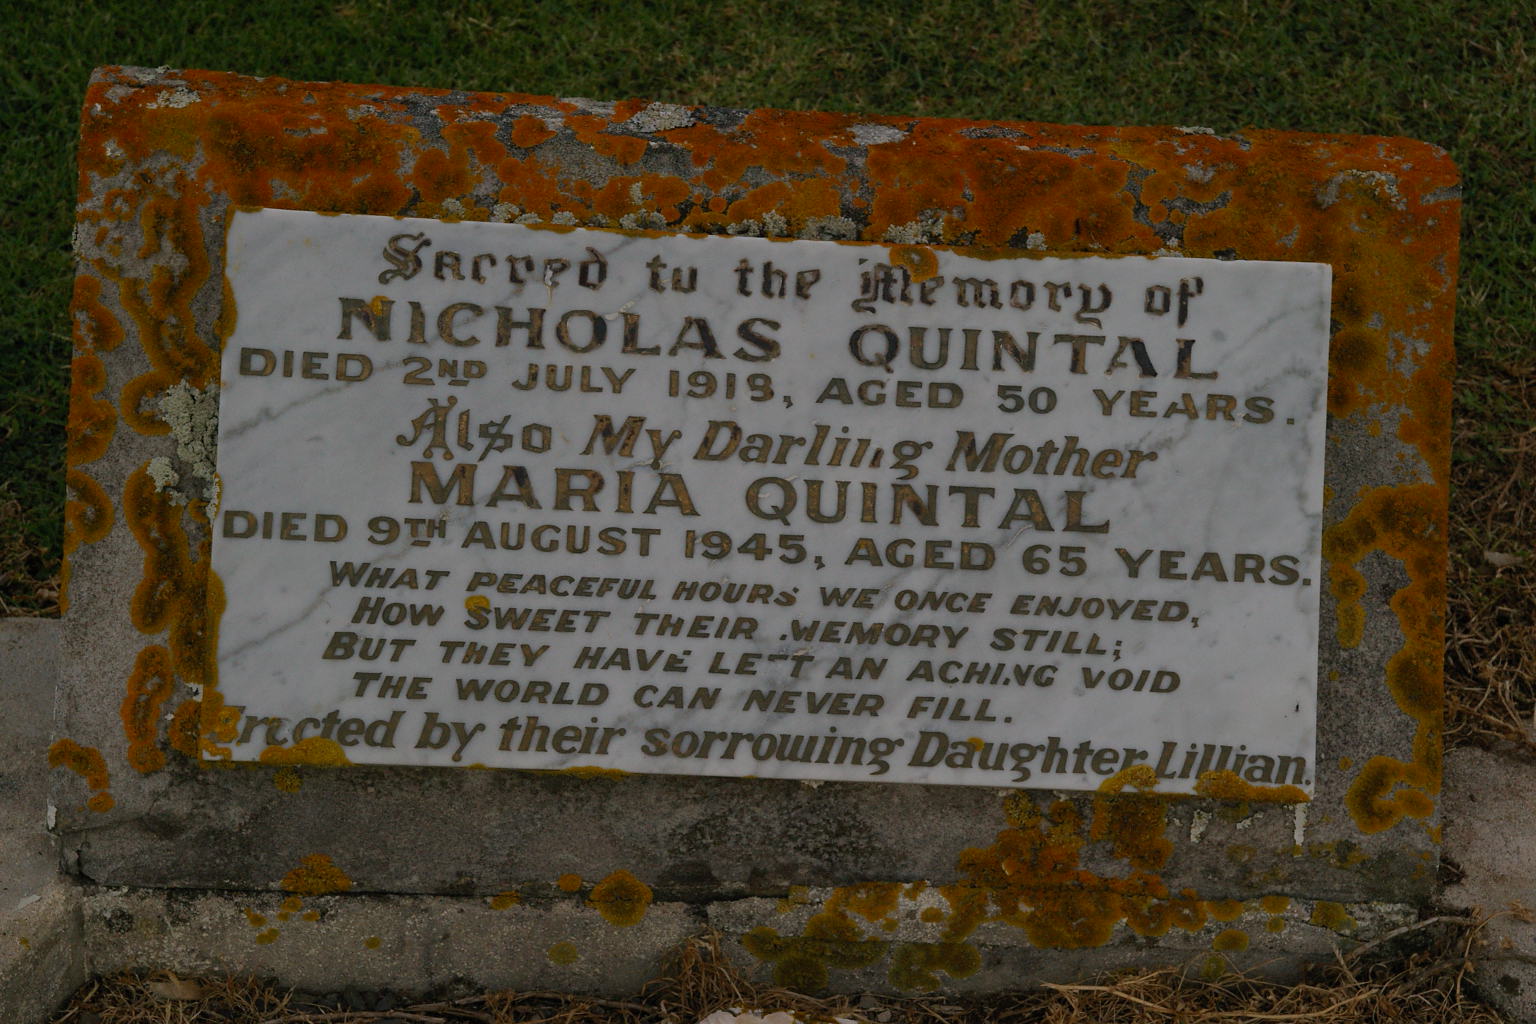 Sacred to the Memory of
NICHOLAS QUINTAL
DIED 2ND JULY 1918, AGED 50 YEARS.
Also My Darling Mother
MARIA QUINTAL
DIED 9TH AUGUST 1945, AGED 65 YEARS.
WHAT PEACEFUL HOURS WE ONCE ENJOYED,
HOW SWEET THEIR MEMORY STILL;
BUT THEY HAVE LEFT AN ACHING VOID
THE WORLD CAN NEVER FILL.
Erected by their sorrowing Daughter Lillian.